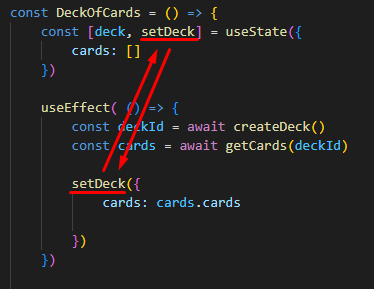 const DeckOfCards = () => {
const [deck, setDeck] = useState({
cards: []
})
useEffect( () => {
const deckId = await createDeck()
const cards = await getCards(deckId)
setDeck({
cards: cards.cards
})
})